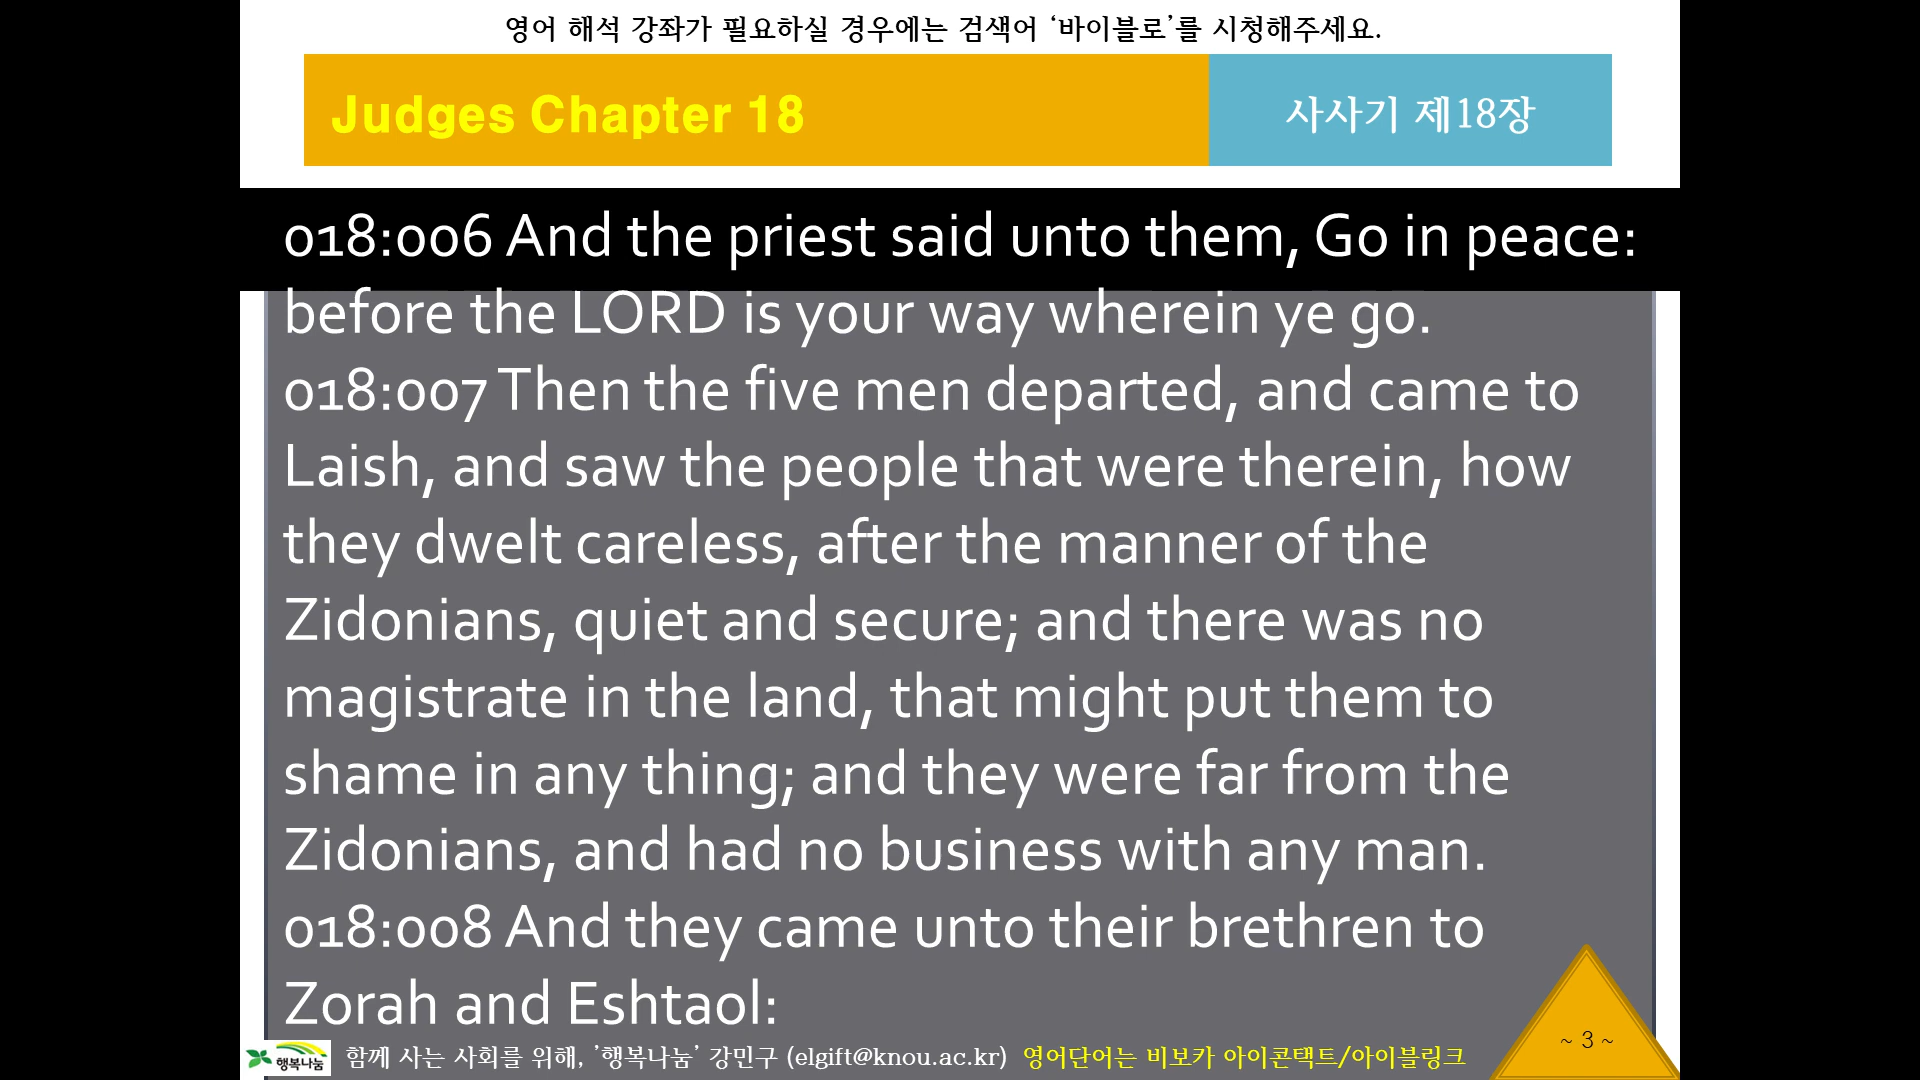 영어 해석 강좌가 필요하실 경우에는 검색어 ‘바이블로’를 시청해주세요.
Judges Chapter 18
사사기 제18장
018:006 And the priest said unto them, Go in peace:
before the LORD is your way wherein ye go.
018:007 Then the five men departed, and came to
Laish, and saw the people that were therein, how
they dwelt careless, after the manner of the
Zidonians, quiet and secure; and there was no
magistrate in the land, that might put them to
shame in any thing; and they were far from the
Zidonians, and had no business with any man.
018:008 And they came unto their brethren to
Zorah and Eshtaol:
~ 3 ~
행복나눔
함께 사는 사회를 위해, ’행복나눔’ 강민구 (elgift@knou.ac.kr) 영어단어는 비보카 아이콘택트/아이블링크